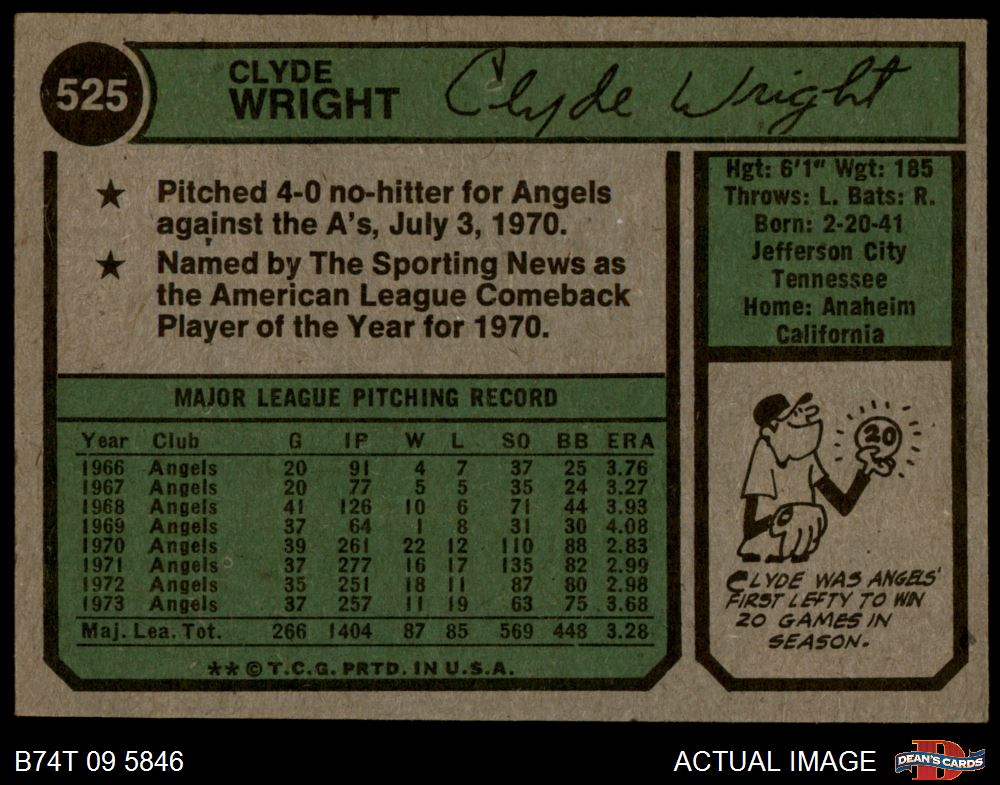 525
CLYDE
WRIGHT
Clyde Wright
★ Pitched 4-0 no-hitter for Angels
against the A's, July 3, 1970.
★ Named by The Sporting News as
the American League Comeback
Player of the Year for 1970.
MAJOR LEAGUE PITCHING RECORD
Year Club G IP W L SO BB ERA
1966 Angels 20 91 4 7 37 25 3.76
1967 Angels 20 77 5 5 35 24 3.27
1968 Angels 41 126 10 6 71 44 3.93
1969 Angels 37 64 1 8 31 30 4.08
1970 Angels 39 261 22 12 110 88 2.83
1971 Angels 37 277 16 17 135 82 2.99
1972 Angels 35 251 18 11 87 80 2.98
1973 Angels 37 257 11 19 63 75 3.68
Maj. Lea. Tot. 266 1404 87 85 569 448 3.28
** © T.C.G. PRTD. IN U.S.A.
Hgt: 6'1" Wgt: 185
Throws: L. Bats: R.
Born: 2-20-41
Jefferson City
Tennessee
Home: Anaheim
California
20
CLYDE WAS ANGELS'
FIRST LEFTY TO WIN
20 GAMES IN
SEASON.
B74T 09 5846
ACTUAL IMAGE
D
DEAN'S CARDS